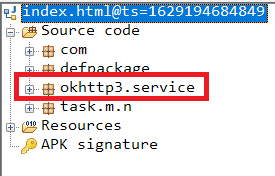 index.html@ts=1629194684849
Source code
com
defpackage
okhttp3.service
task.m.n
Resources
APK signature